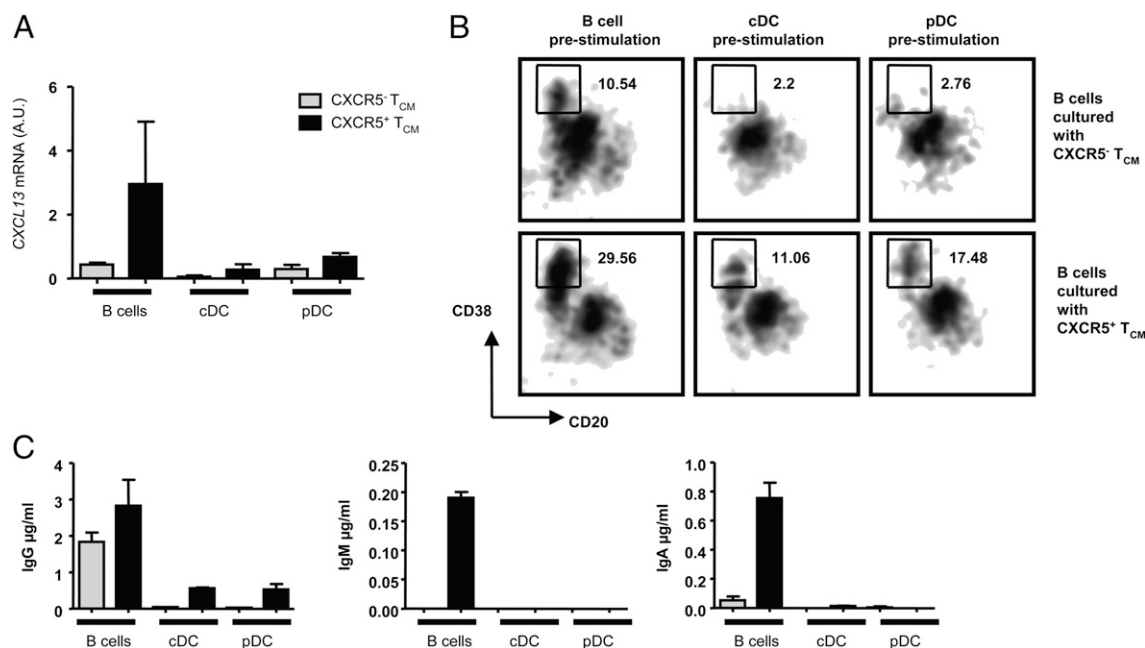 A
CXCL13 mRNA (A.U.)
6
4
2
0
CXCR5- TCM
CXCR5+ TCM
B cells
cDC
pDC
B
B cell
pre-stimulation
cDC
pre-stimulation
pDC
pre-stimulation
10.54
2.2
2.76
B cells
cultured
with
CXCR5- TCM
29.56
11.06
17.48
B cells
cultured
with
CXCR5+ TCM
CD38
CD20
C
IgG µg/ml
4
3
2
1
0
B cells
cDC
pDC
IgM µg/ml
0.25
0.20
0.15
0.10
0.05
0.00
B cells
cDC
pDC
IgA µg/ml
1.0
0.8
0.6
0.4
0.2
0.0
B cells
cDC
pDC